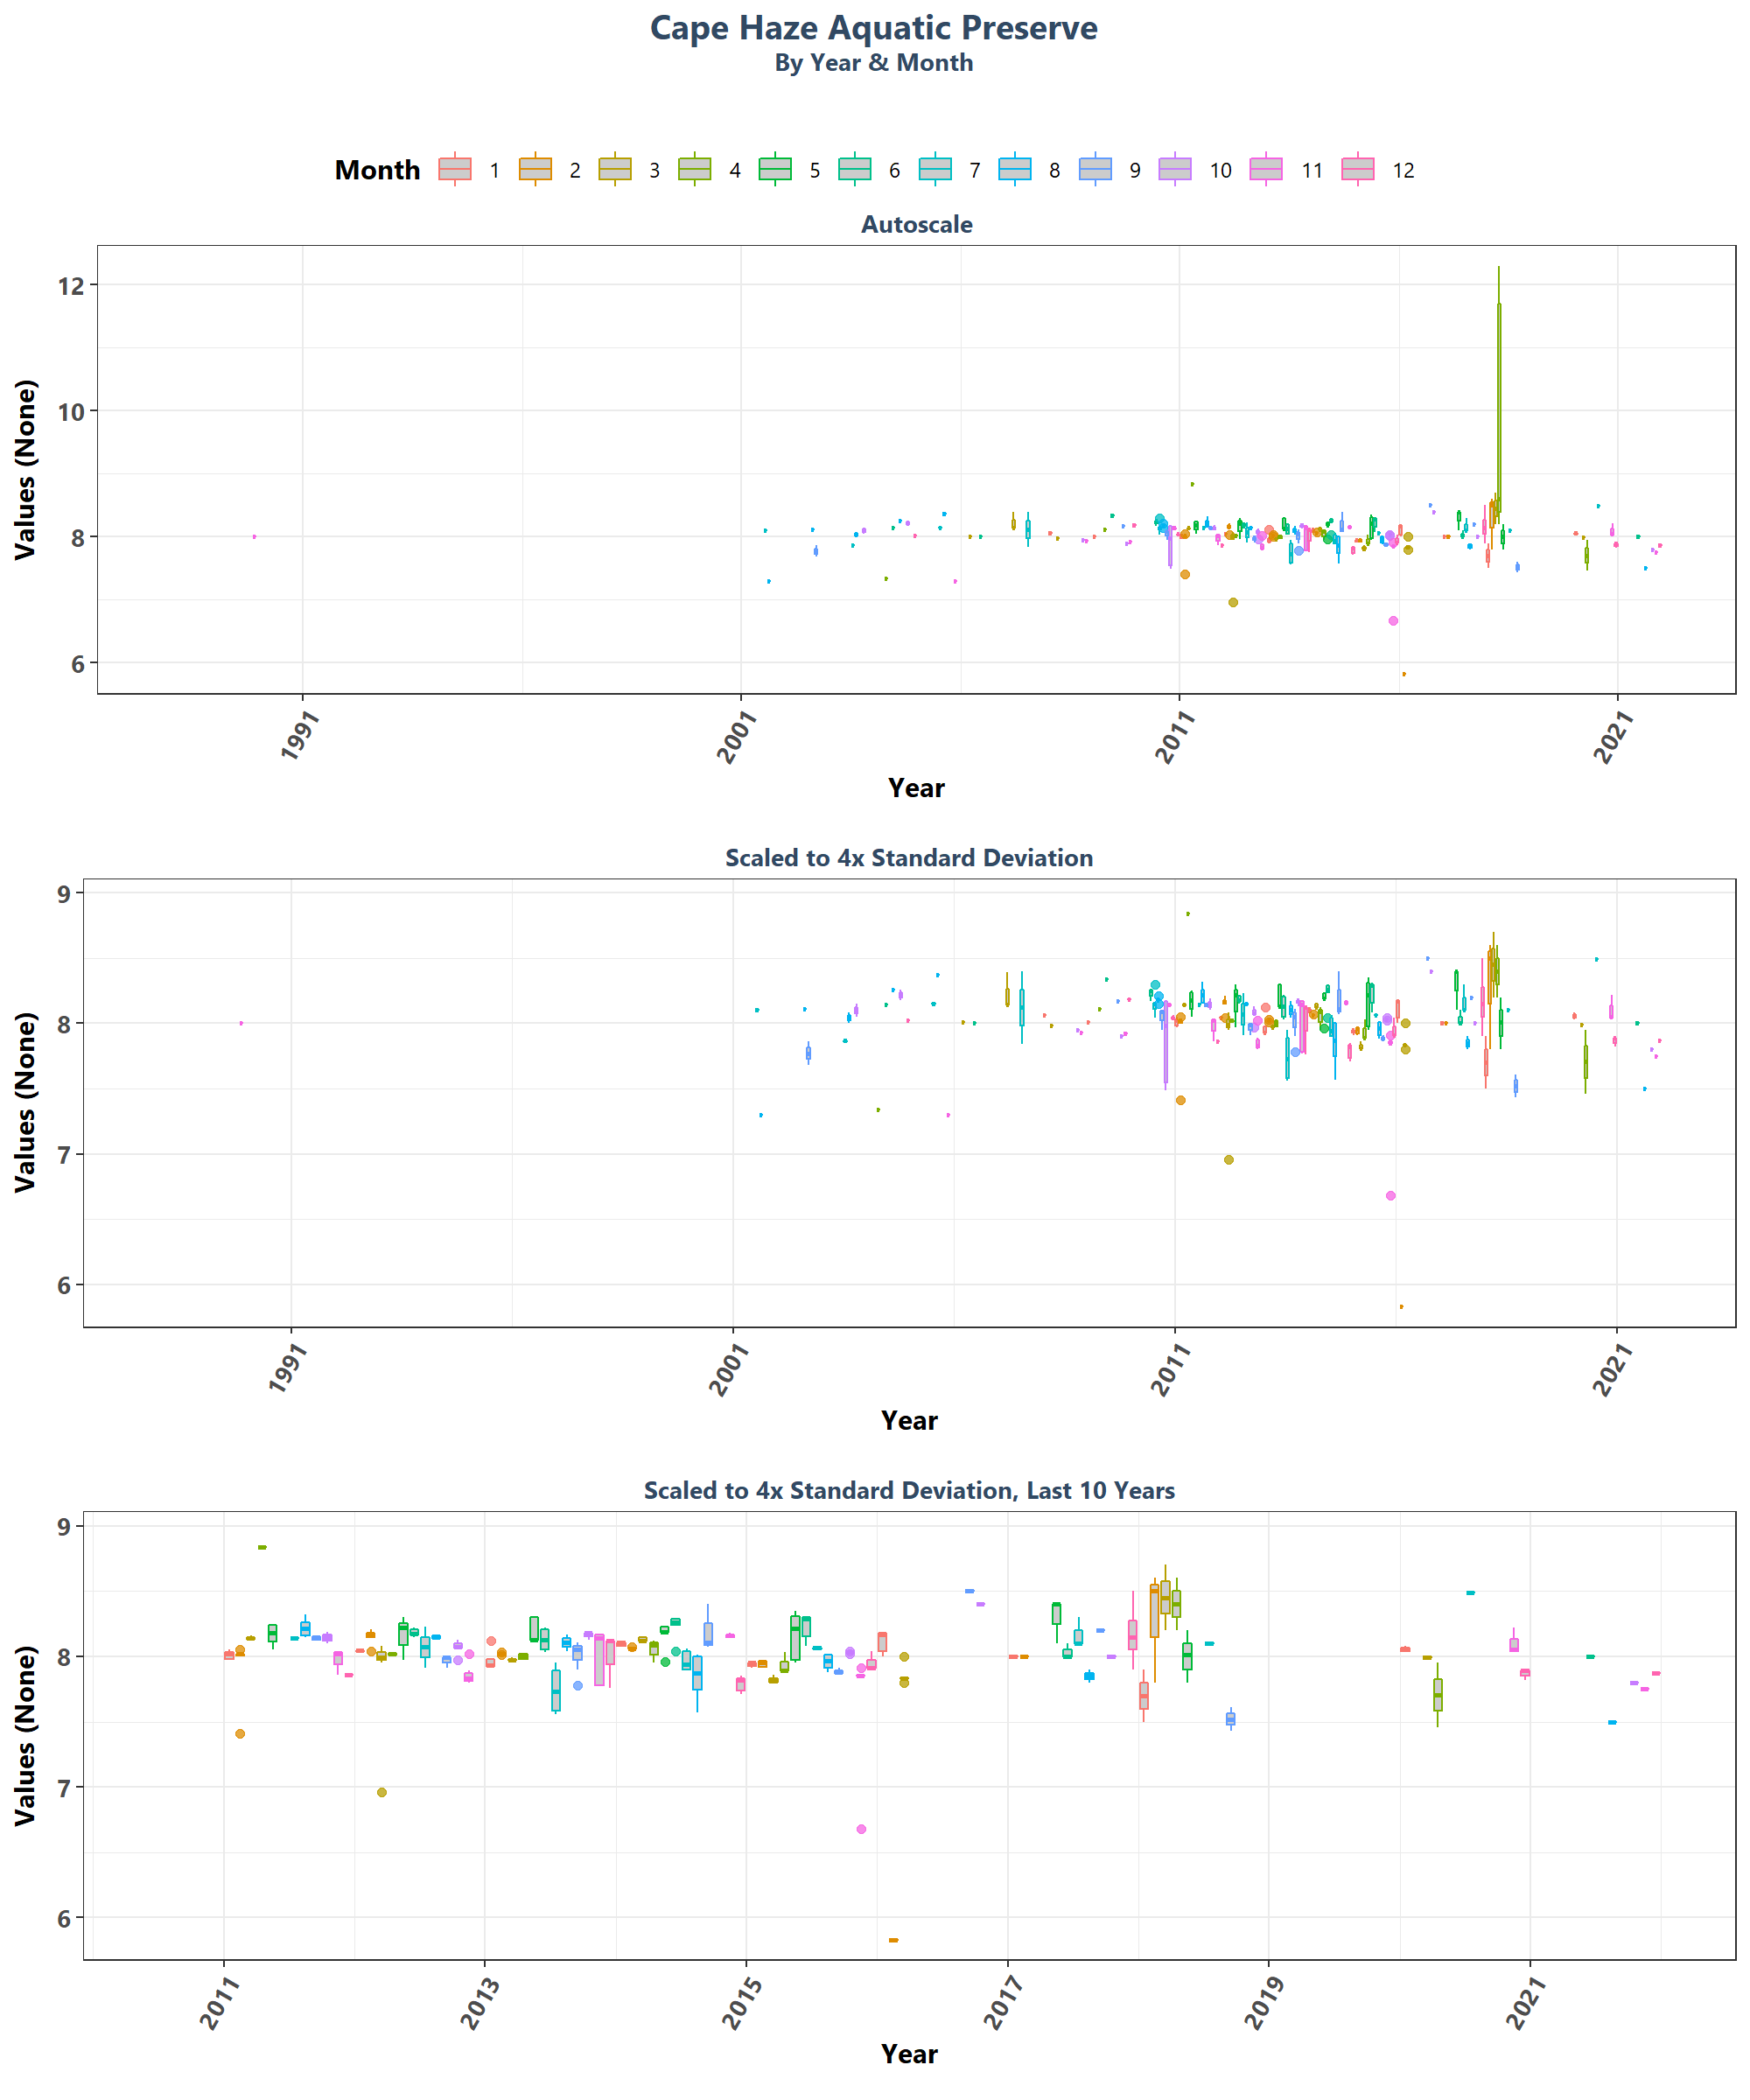 Cape Haze Aquatic Preserve
By Year & Month
Month 1 2 3 4 5 6 7 8 9 10 11 12
Autoscale
Values (None)
12
10
8
6
1991 2001 2011 2021
Year
Scaled to 4x Standard Deviation
Values (None)
9
8
7
6
1991 2001 2011 2021
Year
Scaled to 4x Standard Deviation, Last 10 Years
Values (None)
9
8
7
6
2011 2013 2015 2017 2019 2021
Year